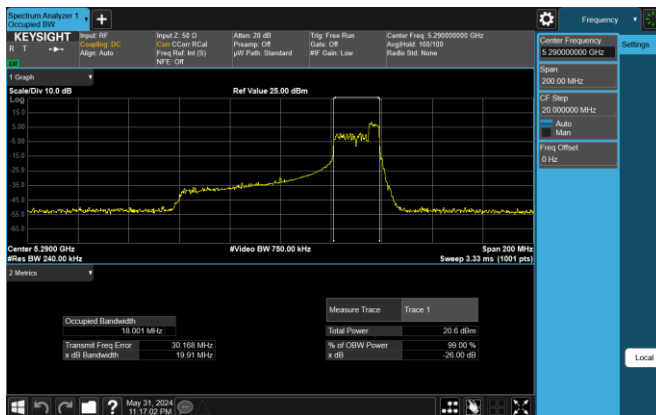 Spectrum Analyzer 1
Occupied BW
Frequency
KEYSIGHT
R T
Input: RF
Coupling: DC
Align: Auto
Input Z: 50 Ω
Corr CCorr RCal
Freq Ref: Int (S)
NFE: Off
Atten: 20 dB
Preamp: Off
µW Path: Standard
Trig: Free Run
Gate: Off
#IF Gain: Low
Center Freq: 5.290000000 GHz
Avg|Hold: 100/100
Radio Std: None
Center Frequency
5.290000000 GHz
Settings
Span
200.00 MHz
CF Step
20.000000 MHz
Auto
Man
Freq Offset
0 Hz
1 Graph
Scale/Div 10.0 dB
Ref Value 25.00 dBm
Log
15.0
5.00
-5.00
-15.0
-25.0
-35.0
-45.0
-55.0
-65.0
Center 5.2900 GHz
#Res BW 240.00 kHz
#Video BW 750.00 kHz
Span 200 MHz
Sweep 3.33 ms (1001 pts)
2 Metrics
Measure Trace
Trace 1
Occupied Bandwidth
18.001 MHz
Total Power
20.6 dBm
Transmit Freq Error
30.168 MHz
% of OBW Power
99.00 %
x dB Bandwidth
19.91 MHz
x dB
-26.00 dB
Local
May 31, 2024
11:17:02 PM